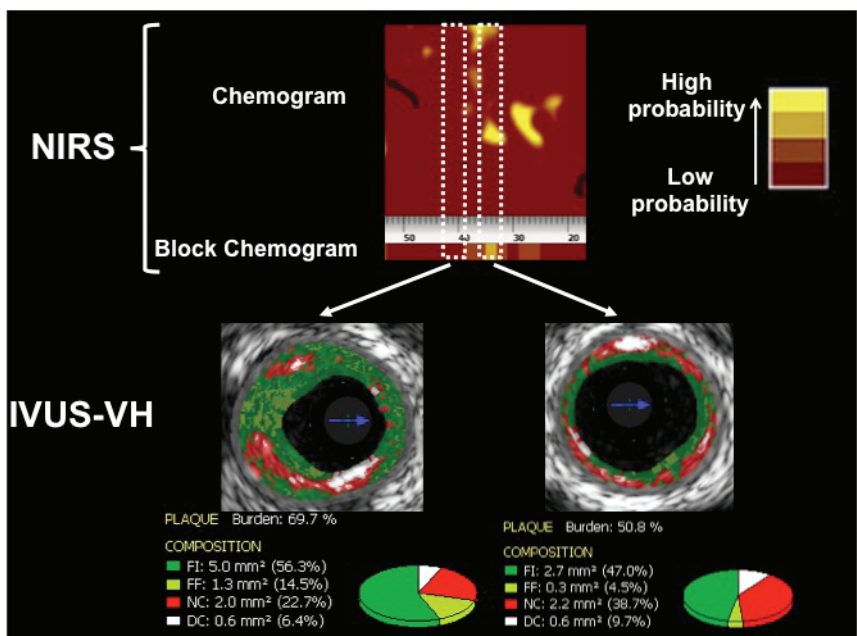 NIRS
Chemogram
Block Chemogram
High
probability
Low
probability
50 40 30 20
IVUS-VH
PLAQUE Burden: 69.7 %
COMPOSITION
FI: 5.0 mm² (56.3%)
FF: 1.3 mm² (14.5%)
NC: 2.0 mm² (22.7%)
DC: 0.6 mm² (6.4%)
PLAQUE Burden: 50.8 %
COMPOSITION
FI: 2.7 mm² (47.0%)
FF: 0.3 mm² (4.5%)
NC: 2.2 mm² (38.7%)
DC: 0.6 mm² (9.7%)